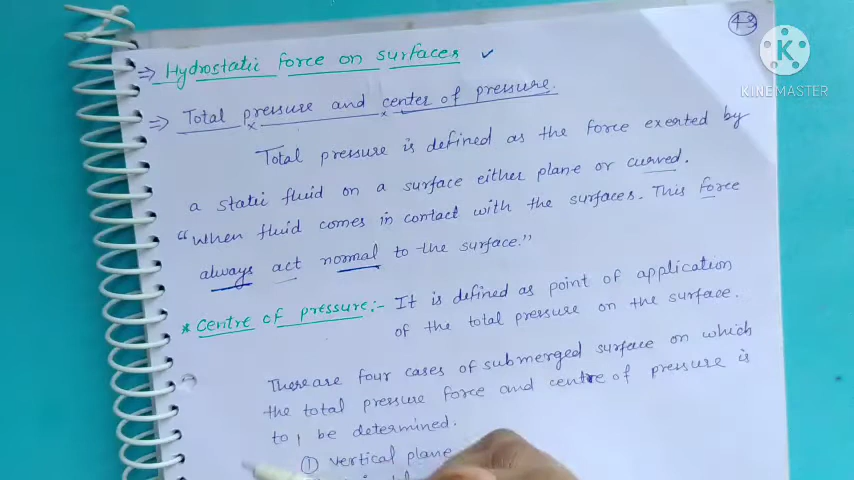 43
K
KINEMASTER
⇒ Hydrostatic force on surfaces ✓
⇒ Total pressure and center of pressure.
Total pressure is defined as the force exerted by
a static fluid on a surface either plane or curved.
"When fluid comes in contact with the surfaces. This force
always act normal to the surface."
* Centre of pressure:- It is defined as point of application
of the total pressure on the surface.
There are four cases of submerged surface on which
the total pressure force and centre of pressure is
to, be determined.
① vertical plane